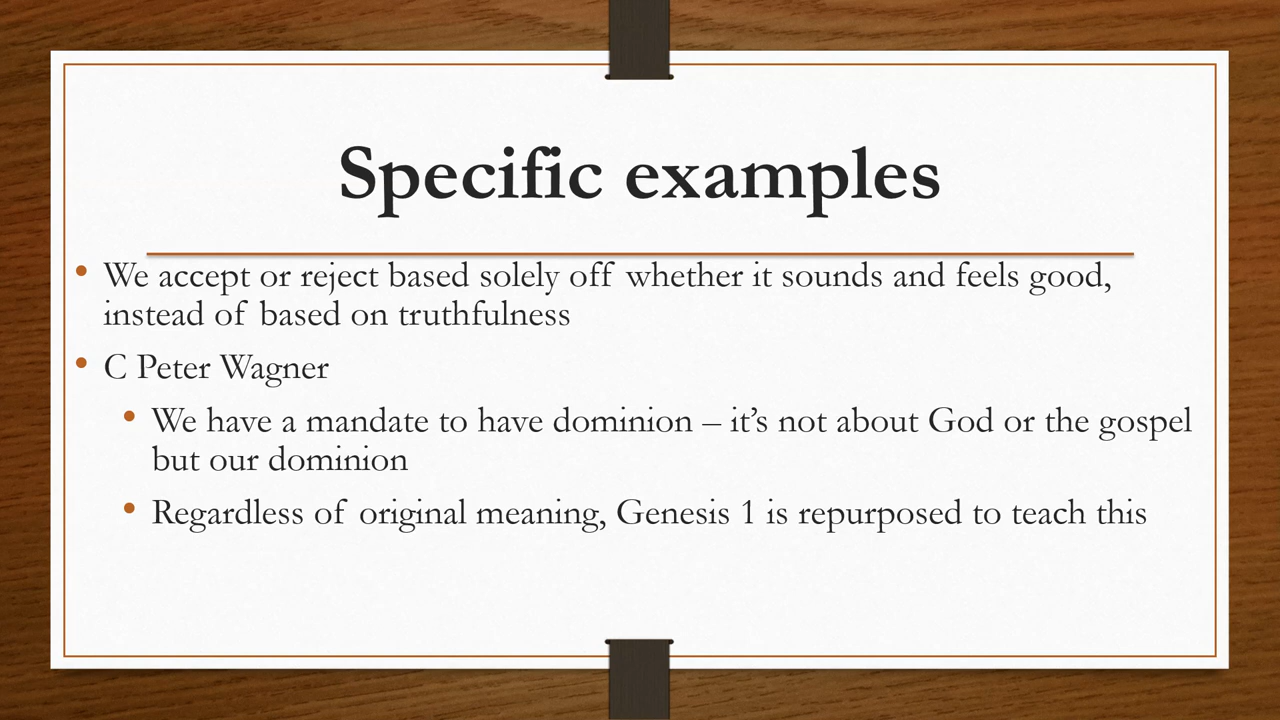 Specific examples
• We accept or reject based solely off whether it sounds and feels good,
instead of based on truthfulness
• C Peter Wagner
• We have a mandate to have dominion – it’s not about God or the gospel
but our dominion
• Regardless of original meaning, Genesis 1 is repurposed to teach this